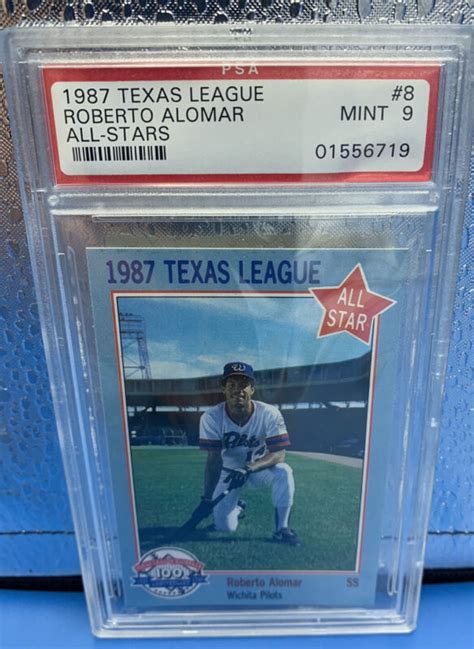 PSA
1987 TEXAS LEAGUE #8
ROBERTO ALOMAR MINT 9
ALL-STARS
01556719
1987 TEXAS LEAGUE
ALL
STAR
Pilots
100
Roberto Alomar SS
Wichita Pilots